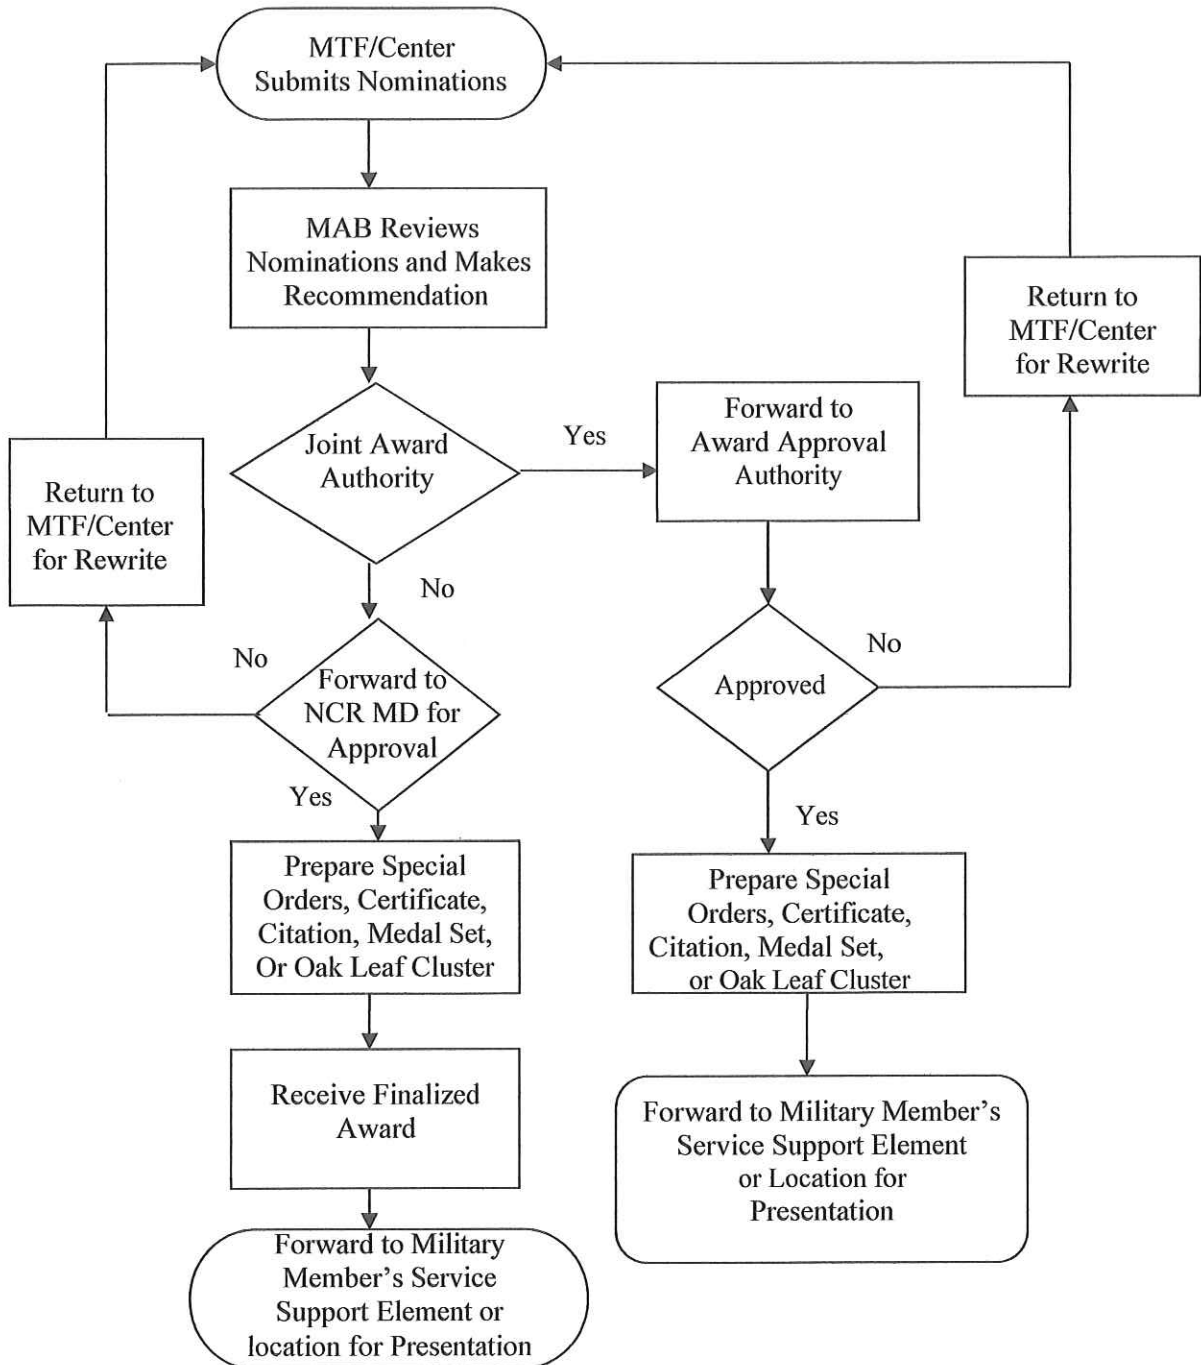 MTF/Center
Submits Nominations
MAB Reviews
Nominations and Makes
Recommendation
Return to
MTF/Center
for Rewrite
Joint Award
Authority
Yes
Forward to
Award Approval
Authority
Return to
MTF/Center
for Rewrite
No
No
Forward to
NCR MD for
Approval
Yes
Approved
No
Yes
Prepare Special
Orders, Certificate,
Citation, Medal Set,
Or Oak Leaf Cluster
Prepare Special
Orders, Certificate,
Citation, Medal Set,
or Oak Leaf Cluster
Receive Finalized
Award
Forward to Military Member’s
Service Support Element
or Location for
Presentation
Forward to Military
Member’s Service
Support Element or
location for Presentation